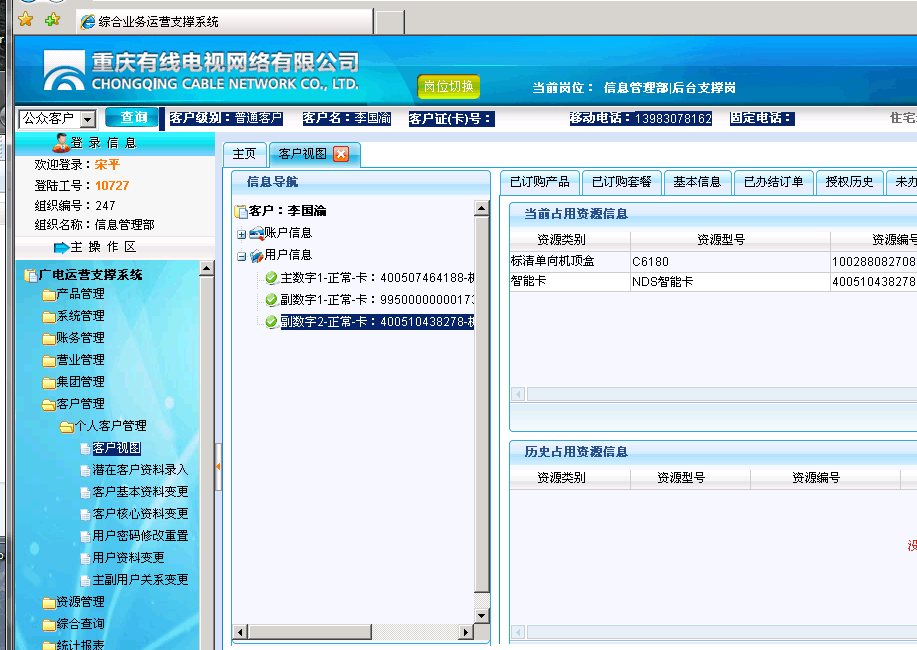 综合业务运营支撑系统
重庆有线电视网络有限公司
CHONGQING CABLE NETWORK CO., LTD.
岗位切换
当前岗位： 信息管理部|后台支撑岗
公众客户 查询 客户级别：普通客户 客户名：李国渝 客户证(卡)号： 移动电话：13983078162 固定电话： 住宅
登 录 信 息
欢迎登录：宋平
登陆工号：10727
组织编号：247
组织名称：信息管理部
主 操 作 区
广电运营支撑系统
产品管理
系统管理
账务管理
营业管理
集团管理
客户管理
个人客户管理
客户视图
潜在客户资料录入
客户基本资料变更
客户核心资料变更
用户密码修改重置
用户资料变更
主副用户关系变更
资源管理
综合查询
统计报表
主页 客户视图
信息导航
客户：李国渝
账户信息
用户信息
主数字1-正常-卡：400507464188-
副数字1-正常-卡：99500000000017
副数字2-正常-卡：400510438278-
已订购产品 已订购套餐 基本信息 已办结订单 授权历史 未办
当前占用资源信息
资源类别 资源型号 资源编号
标清单向机顶盒 C6180 100288082708
智能卡 NDS智能卡 400510438278
历史占用资源信息
资源类别 资源型号 资源编号
没